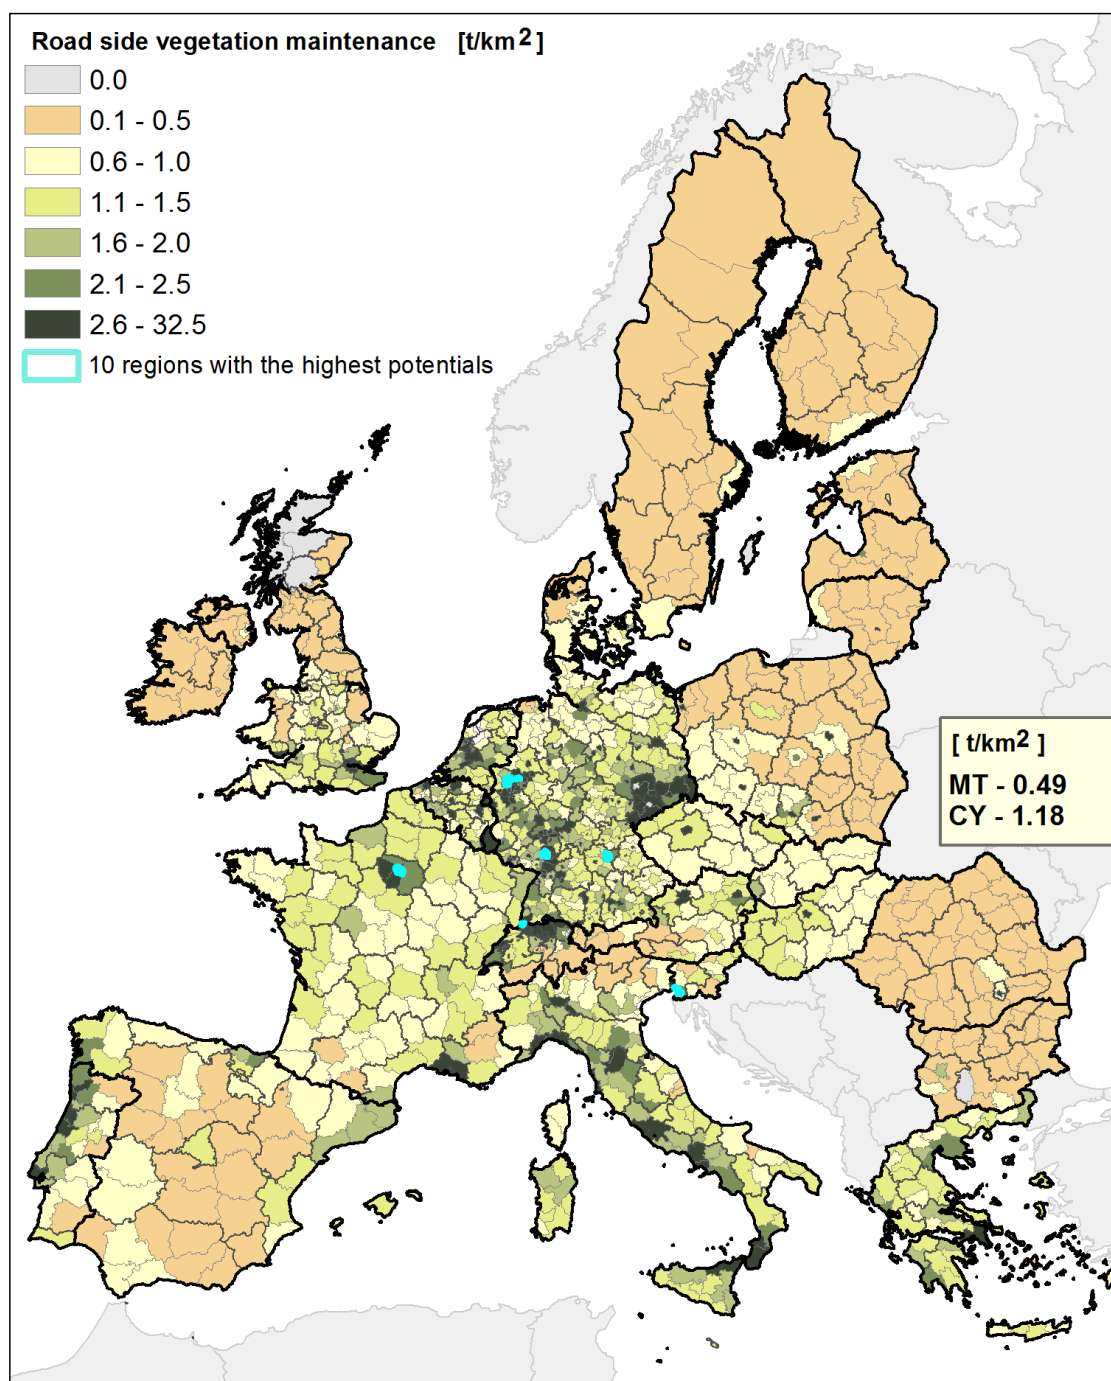 Road side vegetation maintenance [t/km2]
0.0
0.1 - 0.5
0.6 - 1.0
1.1 - 1.5
1.6 - 2.0
2.1 - 2.5
2.6 - 32.5
10 regions with the highest potentials
[ t/km2 ]
MT - 0.49
CY - 1.18